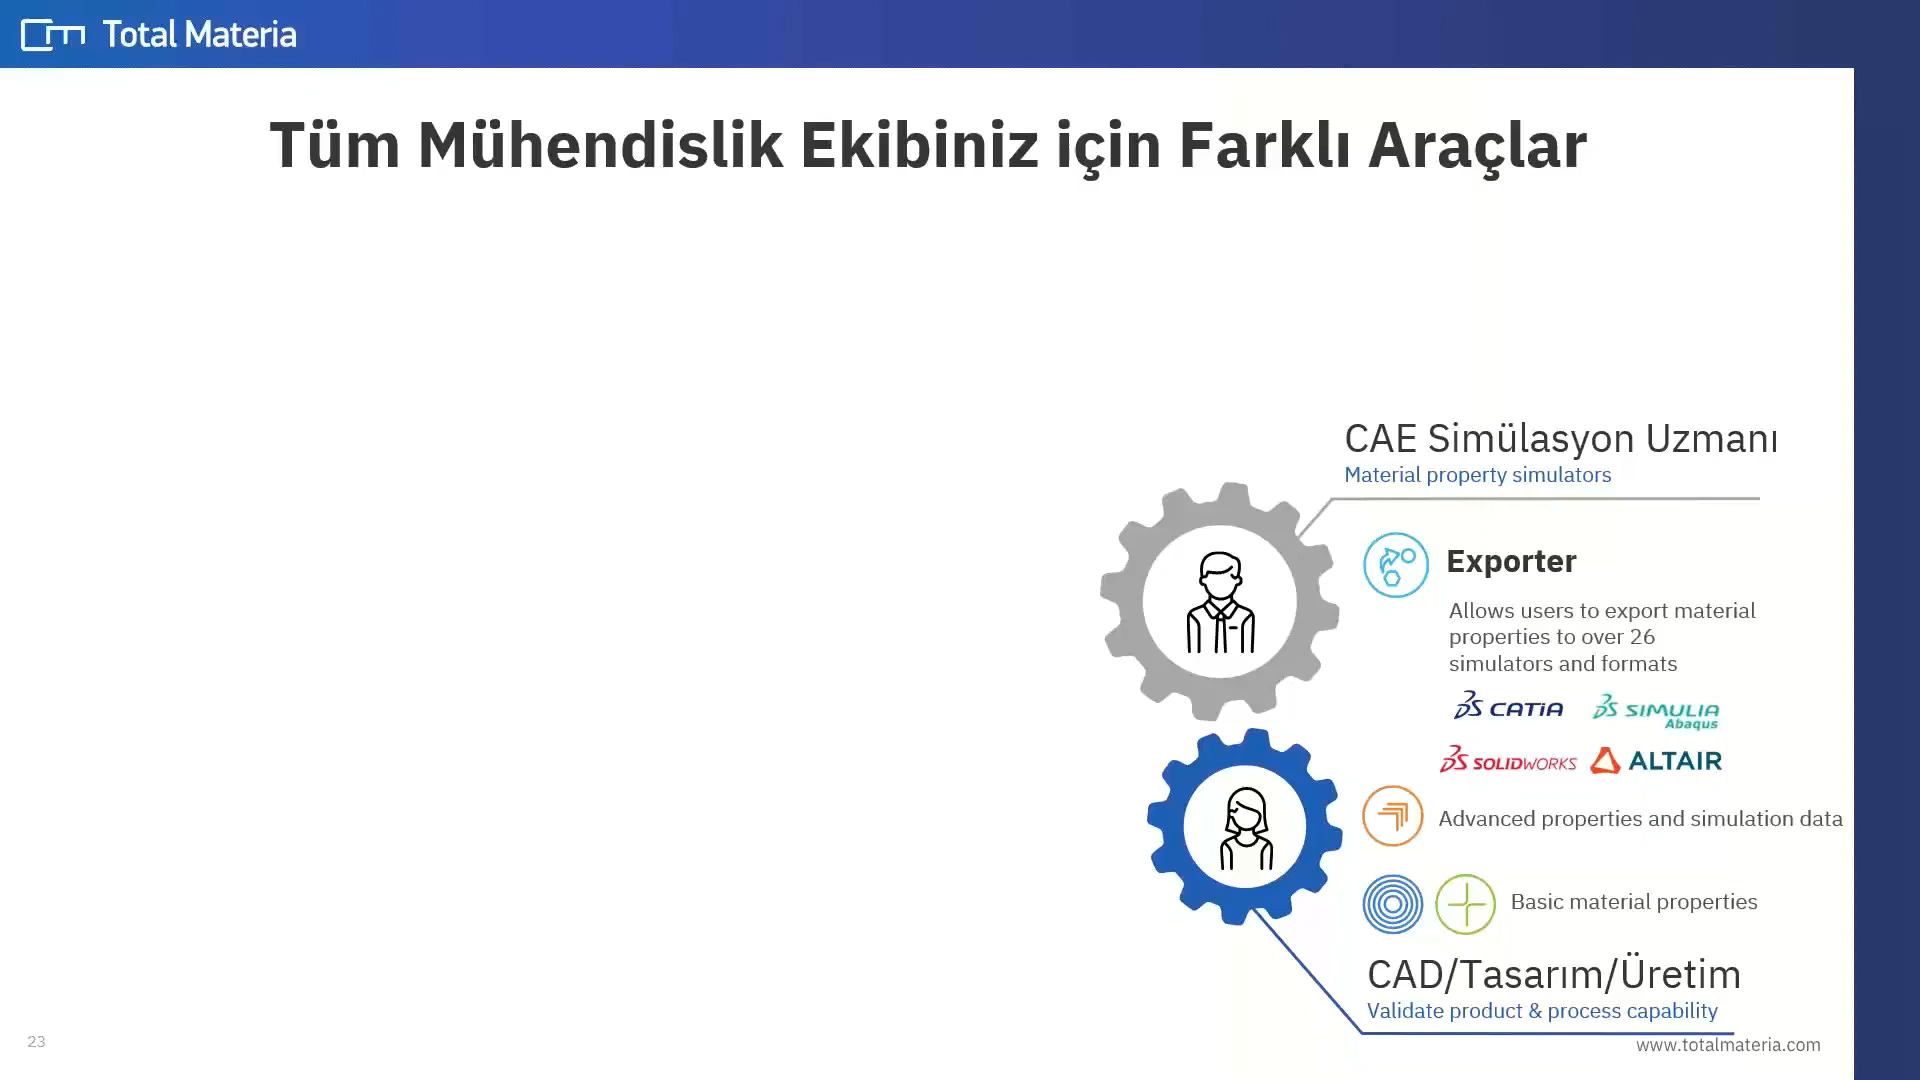 Total Materia
Tüm Mühendislik Ekibiniz için Farklı Araçlar
CAE Simülasyon Uzmanı
Material property simulators
Exporter
Allows users to export material
properties to over 26
simulators and formats
CATIA
SIMULIA
Abaqus
SOLIDWORKS
ALTAIR
Advanced properties and simulation data
Basic material properties
CAD/Tasarım/Üretim
Validate product & process capability
23
www.totalmateria.com